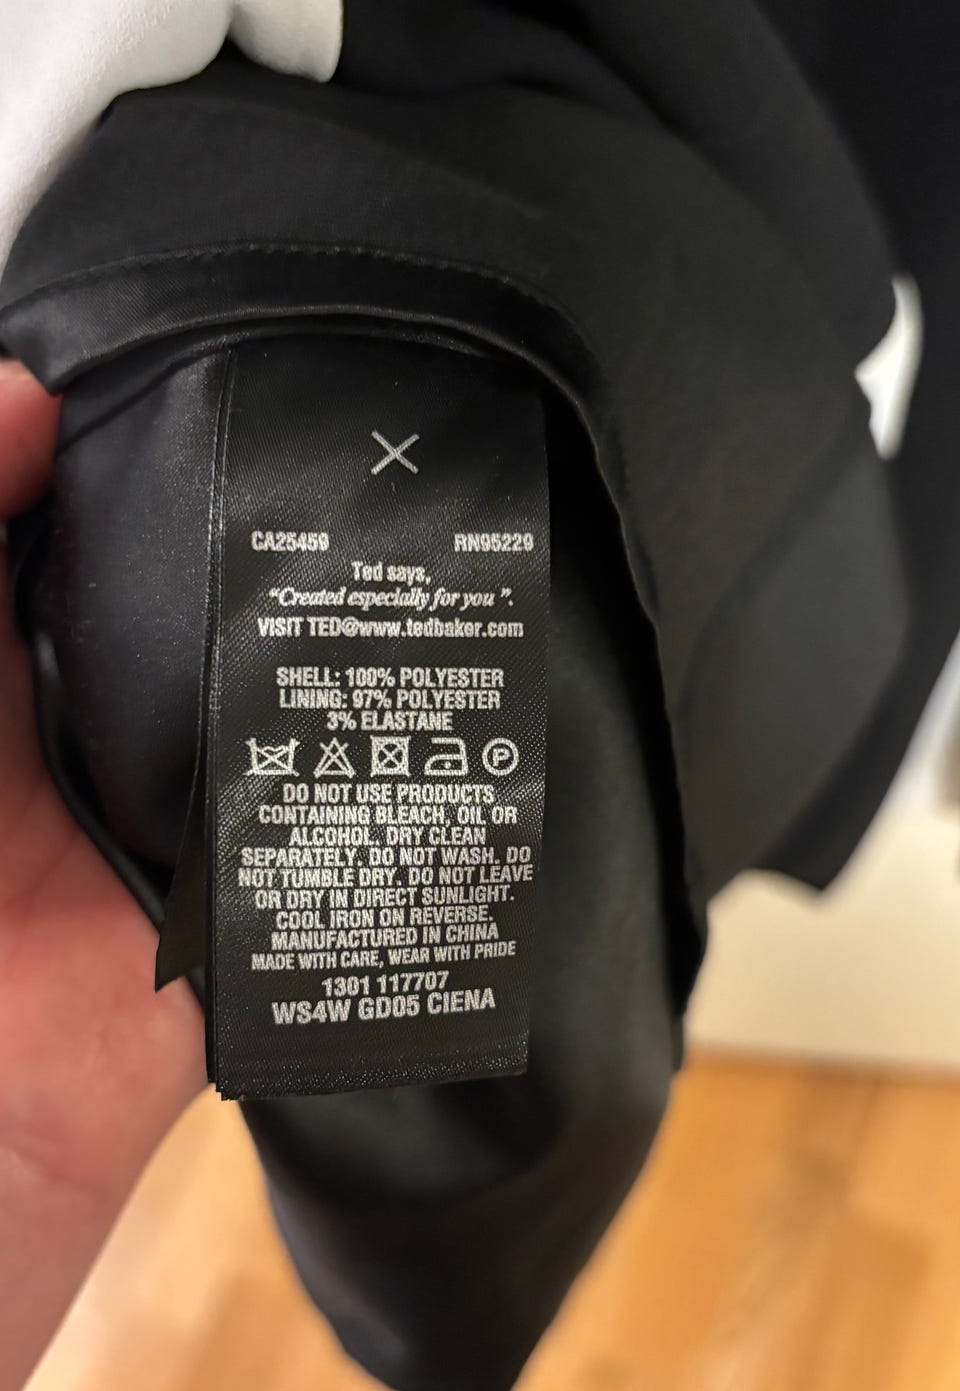 CA25459 RN95229
Ted says,
"Created especially for you ".
VISIT TED@www.tedbaker.com
SHELL: 100% POLYESTER
LINING: 97% POLYESTER
3% ELASTANE
P
DO NOT USE PRODUCTS
CONTAINING BLEACH, OIL OR
ALCOHOL. DRY CLEAN
SEPARATELY. DO NOT WASH. DO
NOT TUMBLE DRY. DO NOT LEAVE
OR DRY IN DIRECT SUNLIGHT.
COOL IRON ON REVERSE.
MANUFACTURED IN CHINA
MADE WITH CARE, WEAR WITH PRIDE
1301 117707
WS4W GD05 CIENA